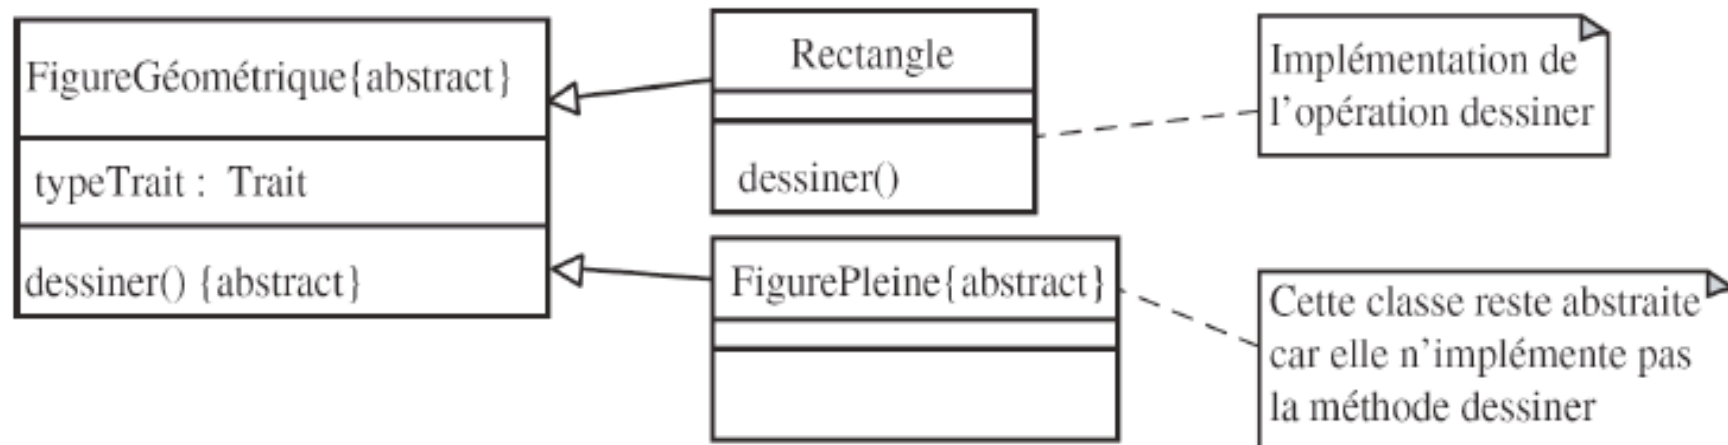 FigureGéométrique{abstract}
typeTrait : Trait
dessiner() {abstract}
Rectangle
dessiner()
Implémentation de
l'opération dessiner
FigurePleine{abstract}
Cette classe reste abstraite
car elle n'implémente pas
la méthode dessiner